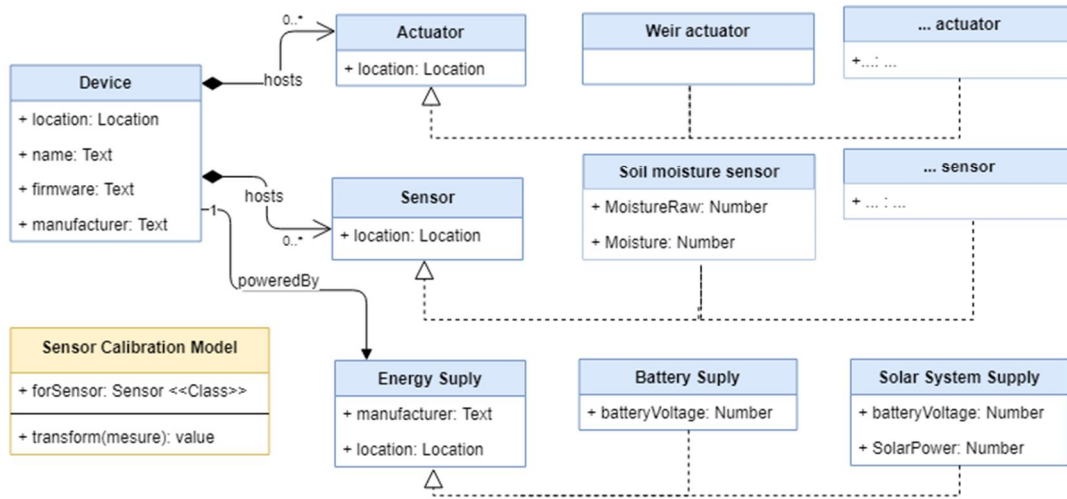 Device
+ location: Location
+ name: Text
+ firmware: Text
+ manufacturer: Text
hosts
0..*
Actuator
+ location: Location
Weir actuator
... actuator
+...: ...
hosts
0..*
Sensor
+ location: Location
Soil moisture sensor
+ MoistureRaw: Number
+ Moisture: Number
... sensor
+ ... : ...
1
poweredBy
Energy Suply
+ manufacturer: Text
+ location: Location
Battery Suply
+ batteryVoltage: Number
Solar System Supply
+ batteryVoltage: Number
+ SolarPower: Number
Sensor Calibration Model
+ forSensor: Sensor <<Class>>
+ transform(mesure): value